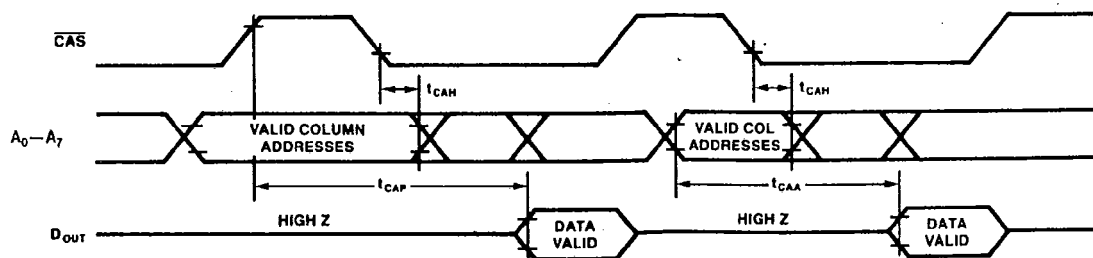 CAS
tCAH
tCAH
A0—A7
VALID COLUMN
ADDRESSES
VALID COL
ADDRESSES
tCAP
tCAA
DOUT
HIGH Z
DATA
VALID
HIGH Z
DATA
VALID